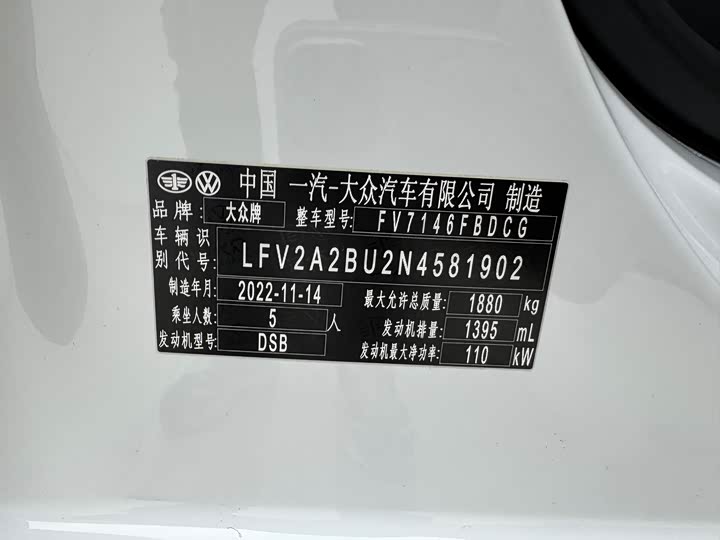 中国 一汽-大众汽车有限公司 制造
品牌: 大众牌 整车型号: FV7146FBDCG
车辆识别代号: LFV2A2BU2N4581902
制造年月: 2022-11-14 最大允许总质量: 1880 kg
乘坐人数: 5 人 发动机排量: 1395 mL
发动机型号: DSB 发动机最大净功率: 110 kW